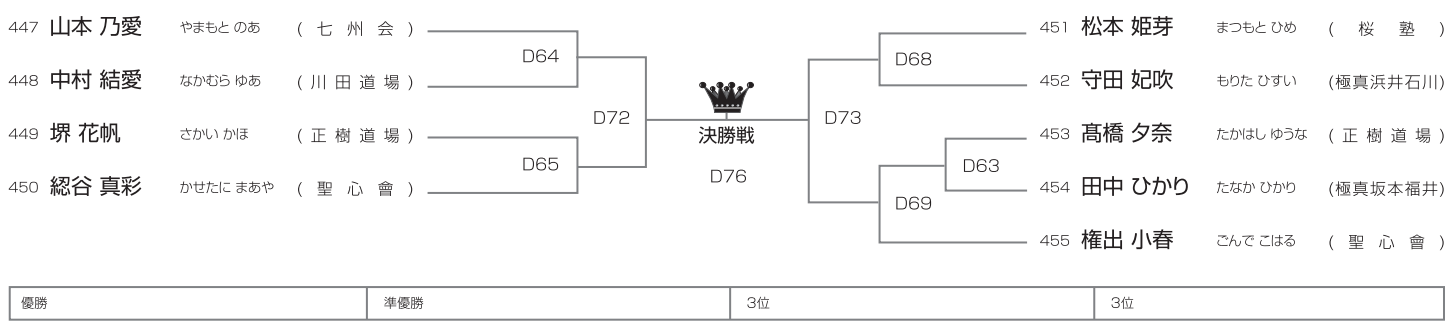 447 山本 乃愛 やまもと のあ ( 七 州 会 )
448 中村 結愛 なかむら ゆあ ( 川 田 道 場 )
449 堺 花帆 さかい かほ ( 正 樹 道 場 )
450 綛谷 真彩 かせたに まあや ( 聖 心 會 )
D64
D65
D72
決勝戦
D76
D73
D68
D63
D69
451 松本 姫芽 まつもと ひめ ( 桜 塾 )
452 守田 妃吹 もりた ひすい (極真浜井石川)
453 髙橋 夕奈 たかはし ゆうな ( 正 樹 道 場 )
454 田中 ひかり たなか ひかり (極真坂本福井)
455 権出 小春 ごんで こはる ( 聖 心 會 )
優勝 準優勝 3位 3位